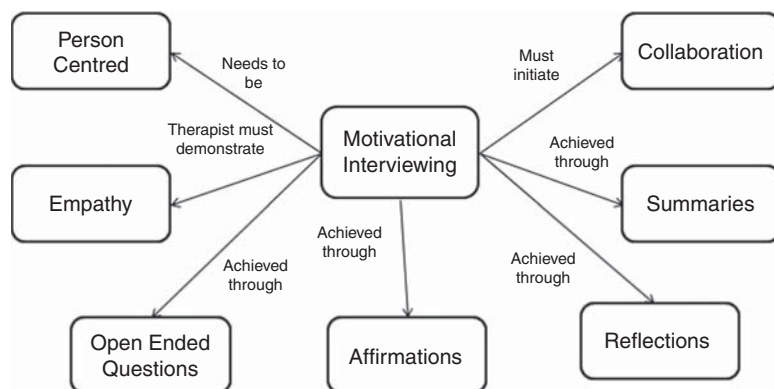 Person
Centred
Needs to
be
Must
initiate
Collaboration
Therapist must
demonstrate
Motivational
Interviewing
Achieved
through
Empathy
Summaries
Achieved
through
Achieved
through
Achieved
through
Open Ended
Questions
Affirmations
Reflections